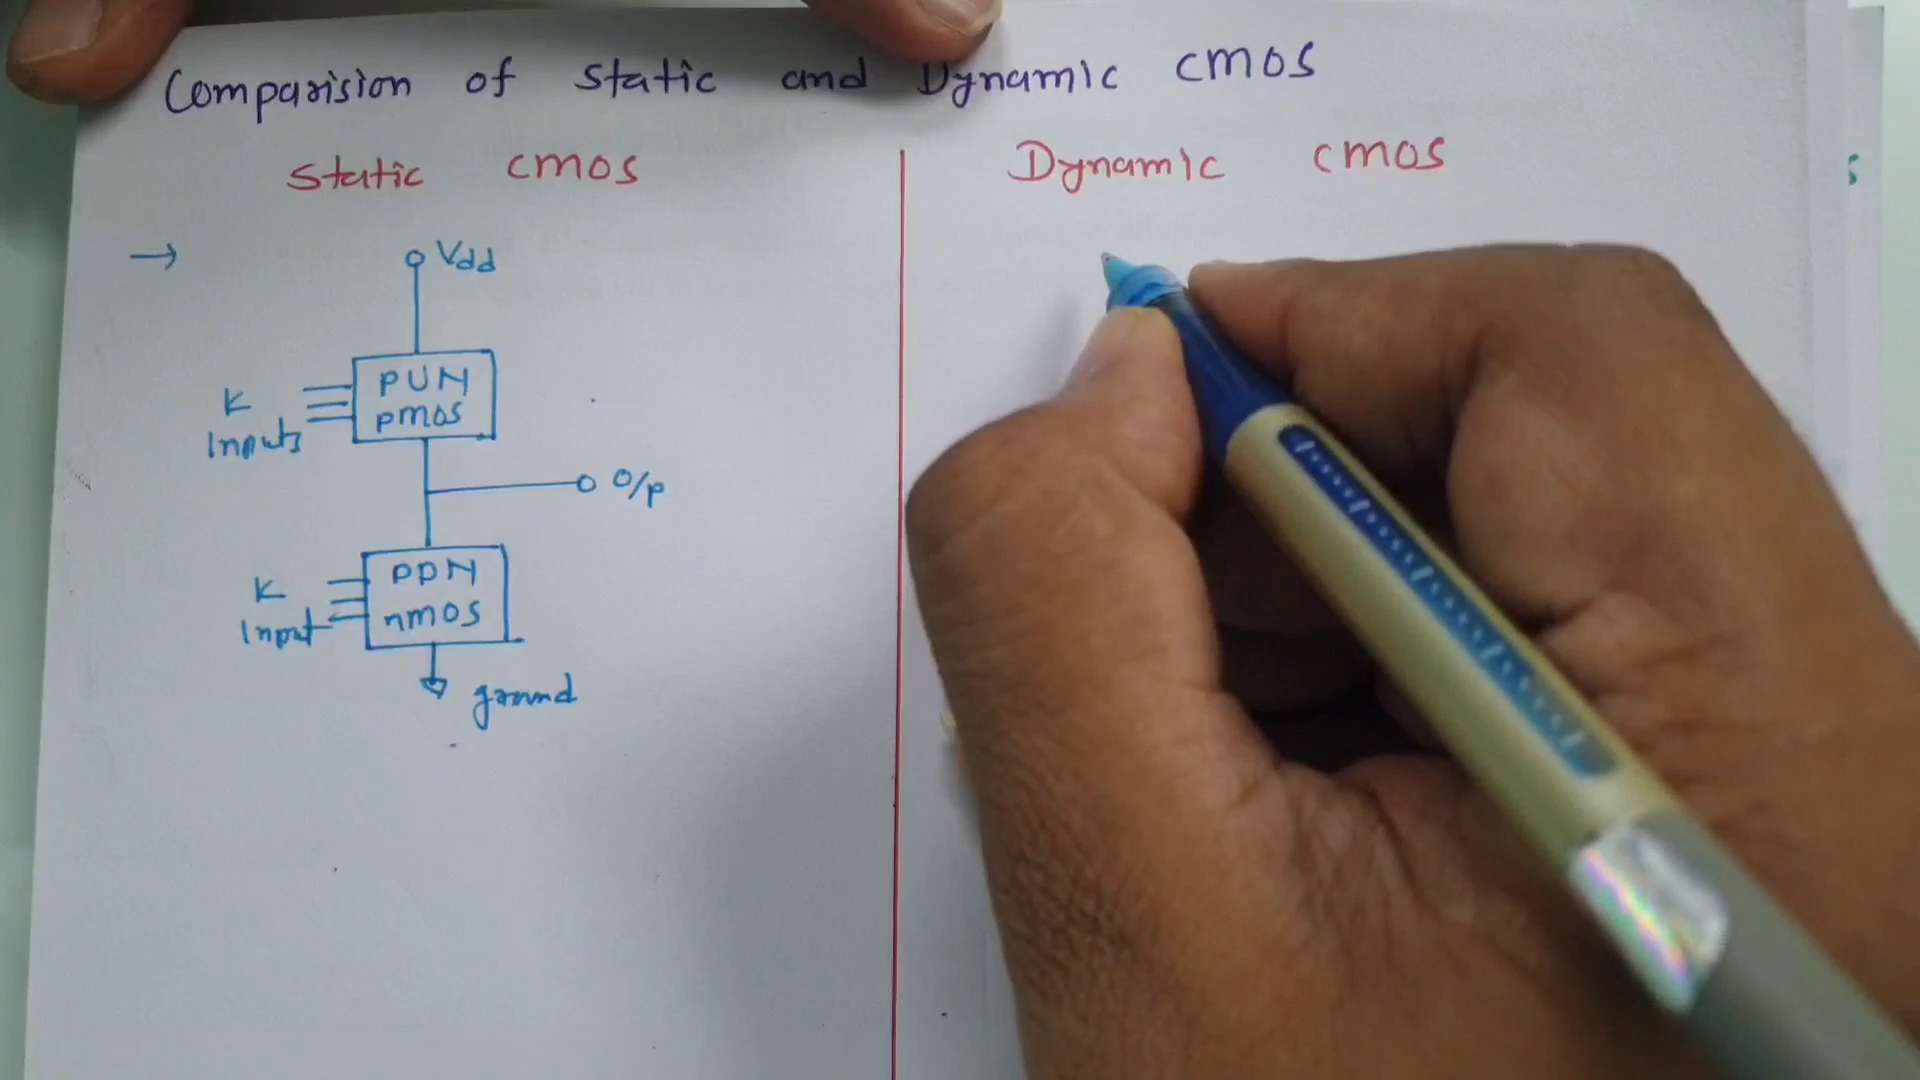 Comparision of Static and Dynamic CMOS
Static CMOS
Dynamic CMOS
→
Vdd
PUN
pmos
K
Inputs
O/p
PDN
nmos
K
Input
ground